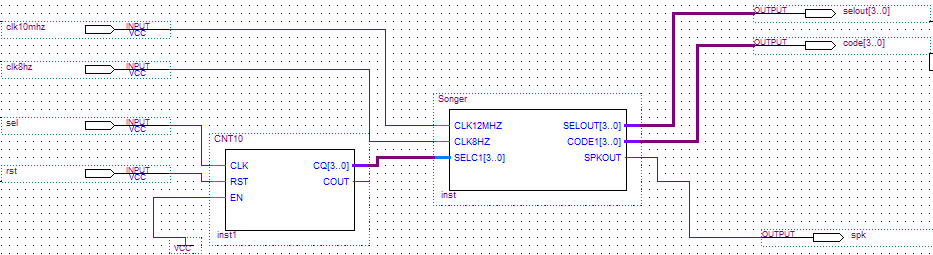 OUTPUT selout[3..0]
clk10mhz INPUT VCC
OUTPUT code[3..0]
clk8hz INPUT VCC
Songer
sel INPUT VCC
CLK12MHZ SELOUT[3..0]
CNT10
CLK8HZ CODE1[3..0]
SELC1[3..0] SPKOUT
rst INPUT VCC
CLK CQ[3..0]
RST COUT
EN
inst
inst1
OUTPUT spk
VCC